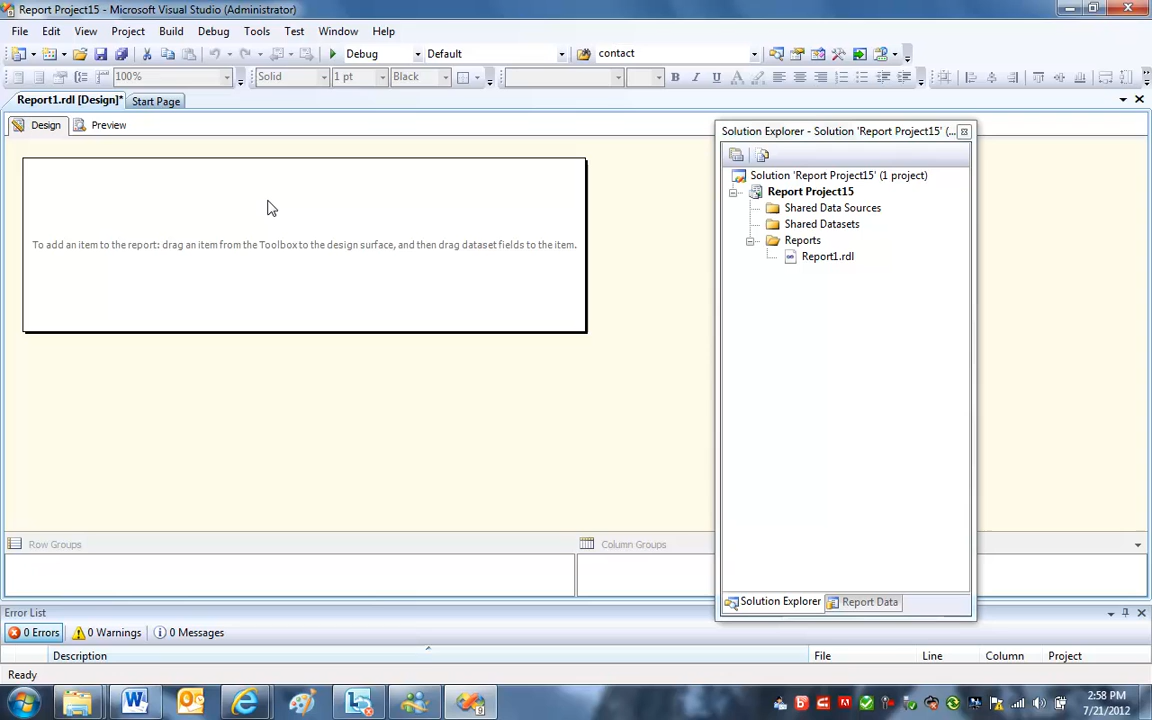 Report Project15 - Microsoft Visual Studio (Administrator)
File Edit View Project Build Debug Tools Test Window Help
Debug Default contact
100% Solid 1 pt Black B I U
Report1.rdl [Design]* Start Page
Design Preview
To add an item to the report: drag an item from the Toolbox to the design surface, and then drag dataset fields to the item.
Solution Explorer - Solution 'Report Project15' (...
Solution 'Report Project15' (1 project)
Report Project15
Shared Data Sources
Shared Datasets
Reports
Report1.rdl
Solution Explorer Report Data
Row Groups Column Groups
Error List
0 Errors 0 Warnings 0 Messages
Description File Line Column Project
Ready
2:58 PM
7/21/2012